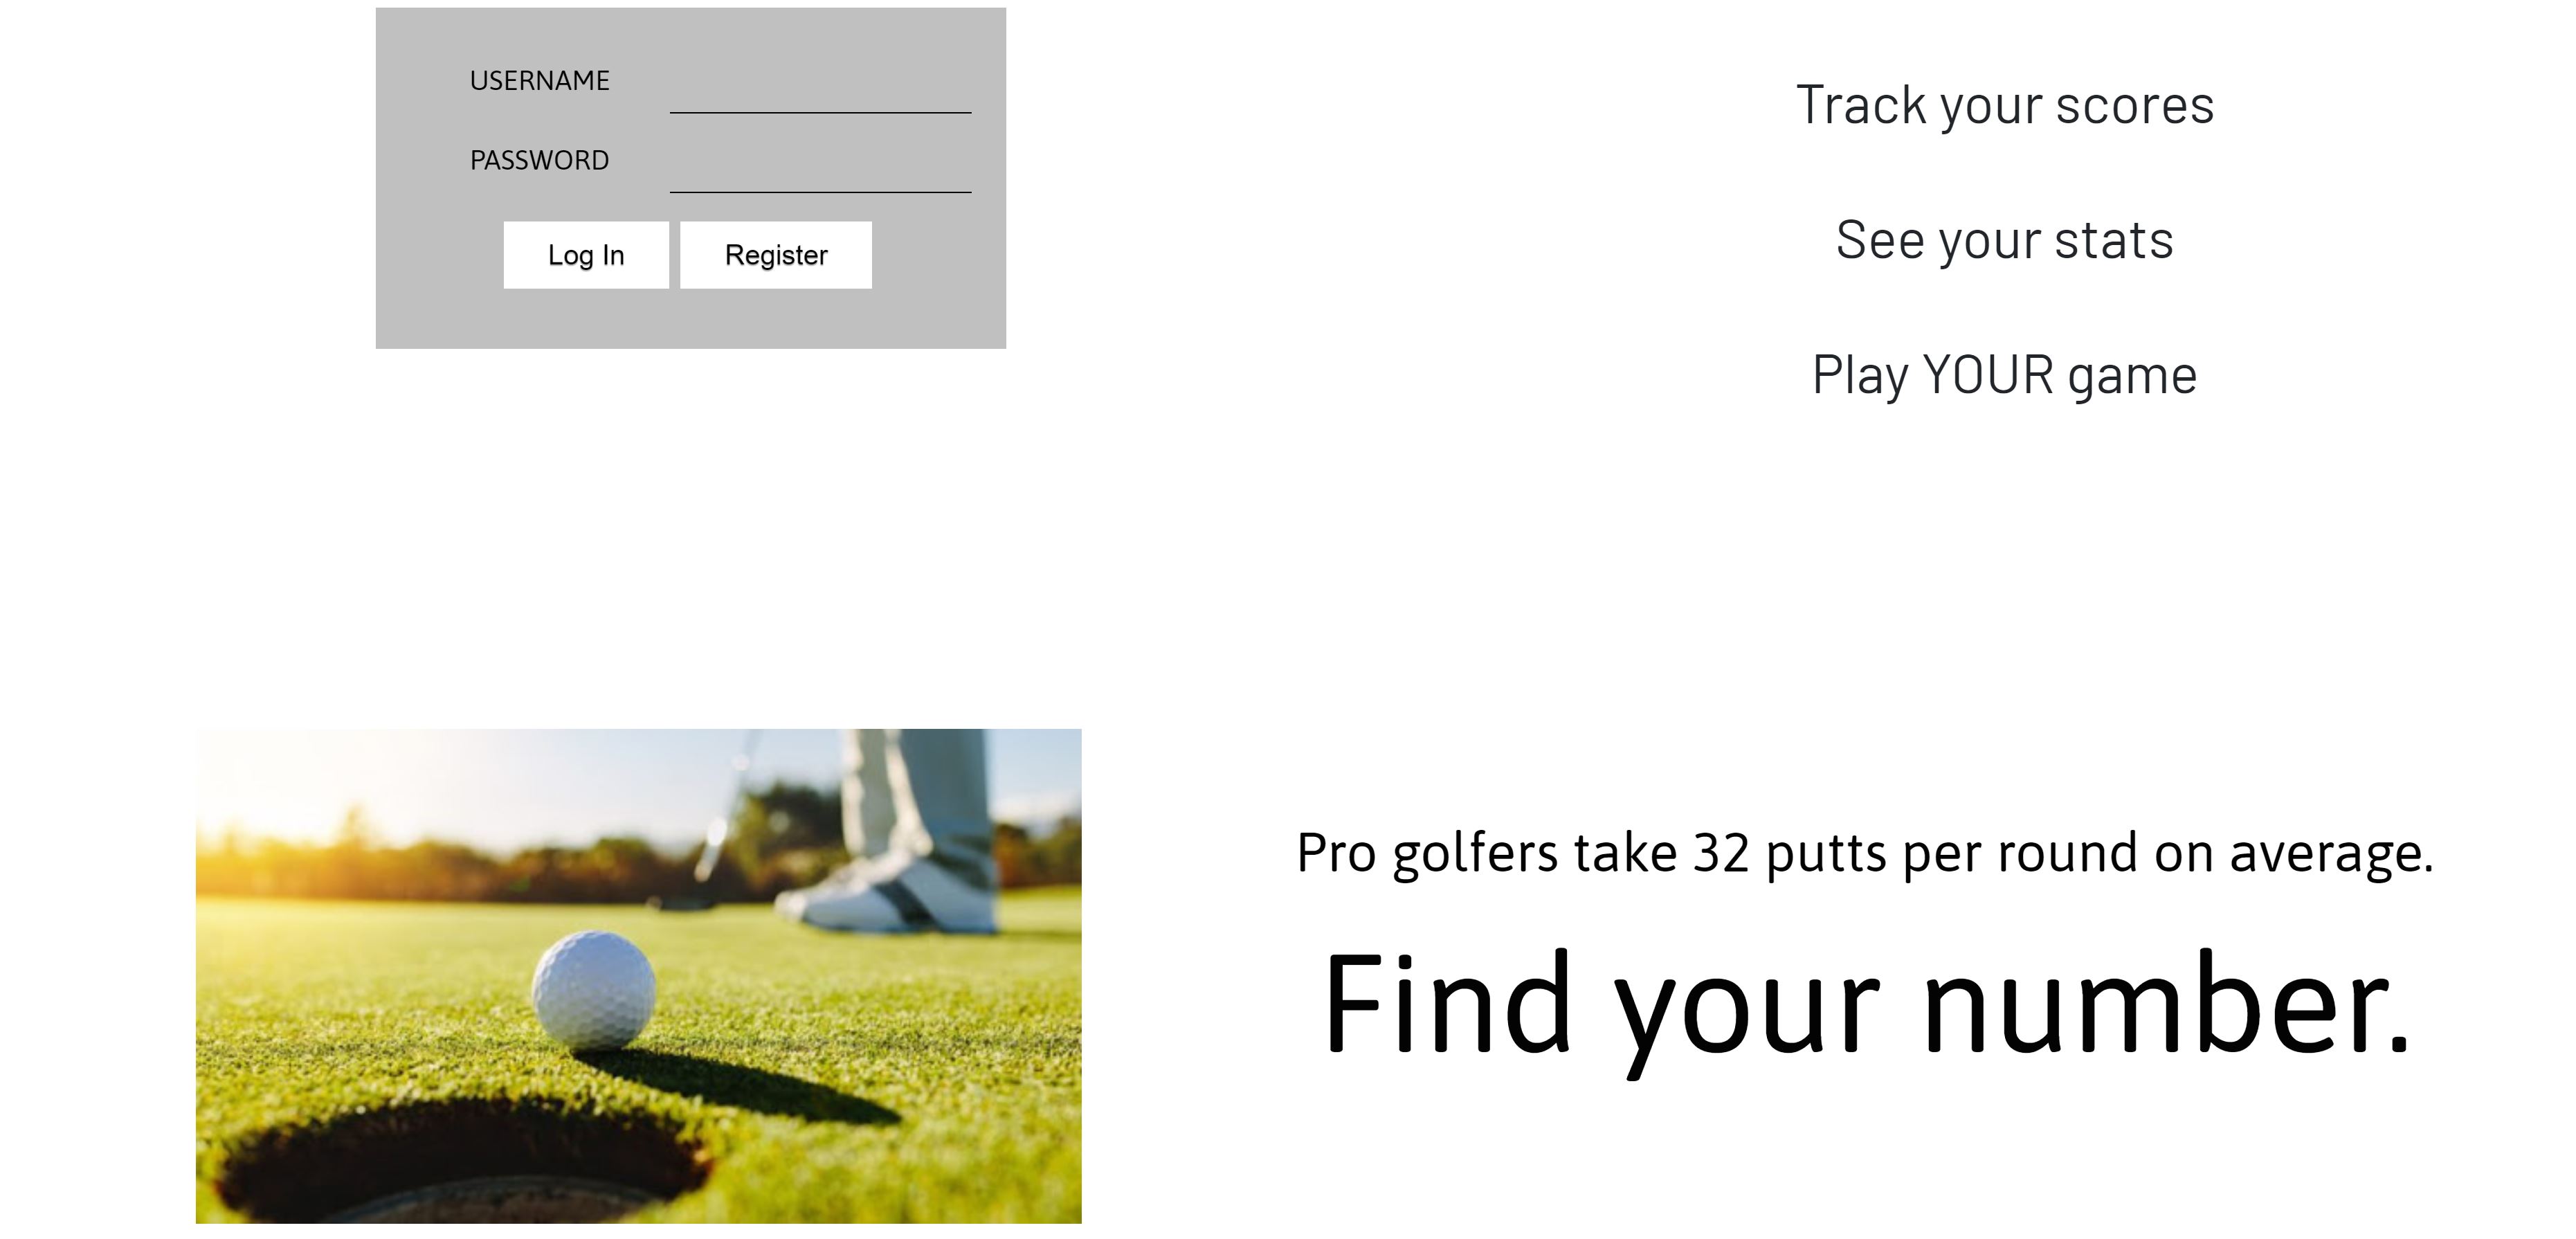 USERNAME
PASSWORD
Log In
Register
Track your scores
See your stats
Play YOUR game
Pro golfers take 32 putts per round on average.
Find your number.